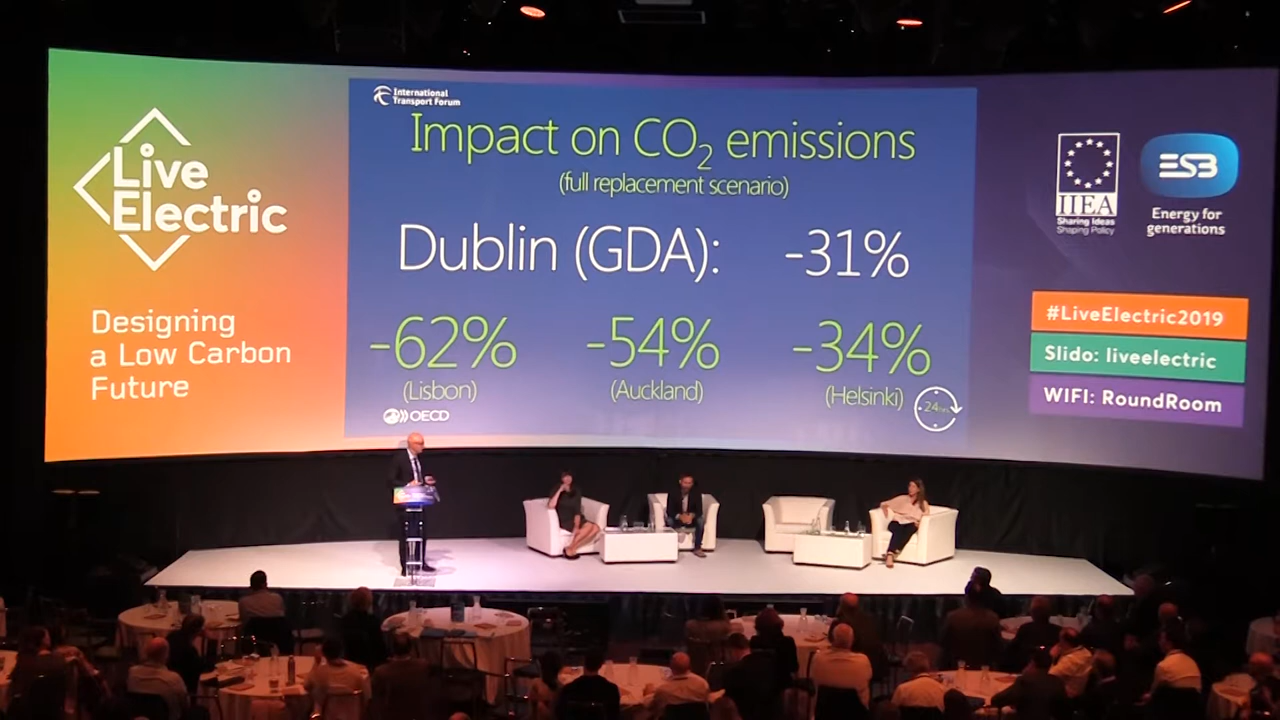 Live
Electric
Designing
a Low Carbon
Future
International
Transport Forum
Impact on CO2 emissions
(full replacement scenario)
Dublin (GDA): -31%
-62% -54% -34%
(Lisbon) (Auckland) (Helsinki)
OECD
24
IIEA
Sharing Ideas
Shaping Policy
ESB
Energy for
generations
#LiveElectric2019
Slido: liveelectric
WIFI: RoundRoom